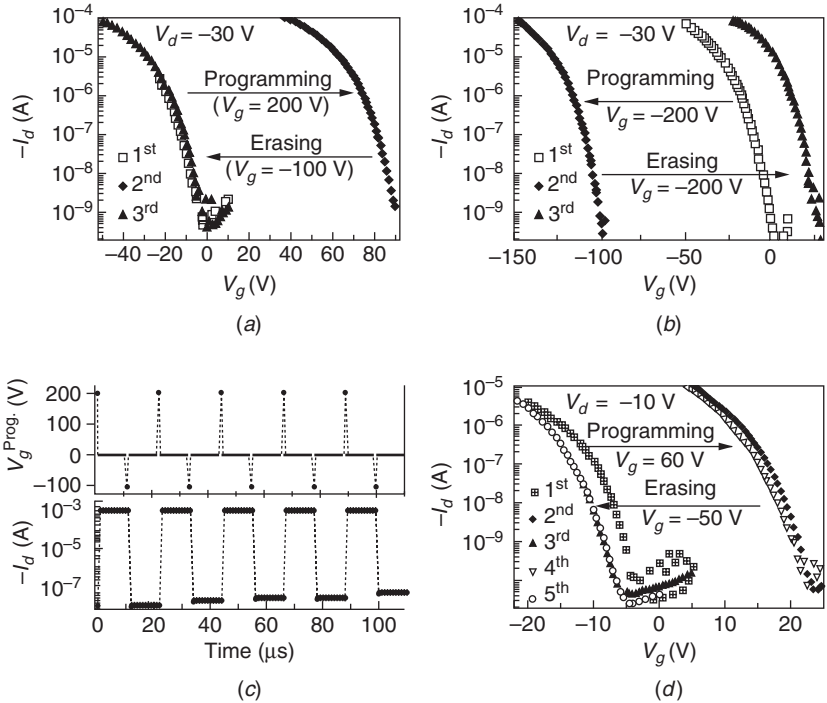 10⁻⁴
10⁻⁵
10⁻⁶
10⁻⁷
10⁻⁸
10⁻⁹
−I_d (A)
V_d = −30 V
Programming
(V_g = 200 V)
Erasing
(V_g = −100 V)
1st
2nd
3rd
−40 −20 0 20 40 60 80
V_g (V)
(a)
10⁻⁴
10⁻⁵
10⁻⁶
10⁻⁷
10⁻⁸
10⁻⁹
−I_d (A)
V_d = −30 V
Programming
V_g = −200 V
Erasing
V_g = −200 V
1st
2nd
3rd
−150 −100 −50 0
V_g (V)
(b)
200
0
−100
V_g^Prog. (V)
10⁻³
10⁻⁵
10⁻⁷
−I_d (A)
0 20 40 60 80 100
Time (μs)
(c)
10⁻⁵
10⁻⁶
10⁻⁷
10⁻⁸
10⁻⁹
−I_d (A)
V_d = −10 V
Programming
V_g = 60 V
Erasing
V_g = −50 V
1st
2nd
3rd
4th
5th
−20 −10 0 10 20
V_g (V)
(d)